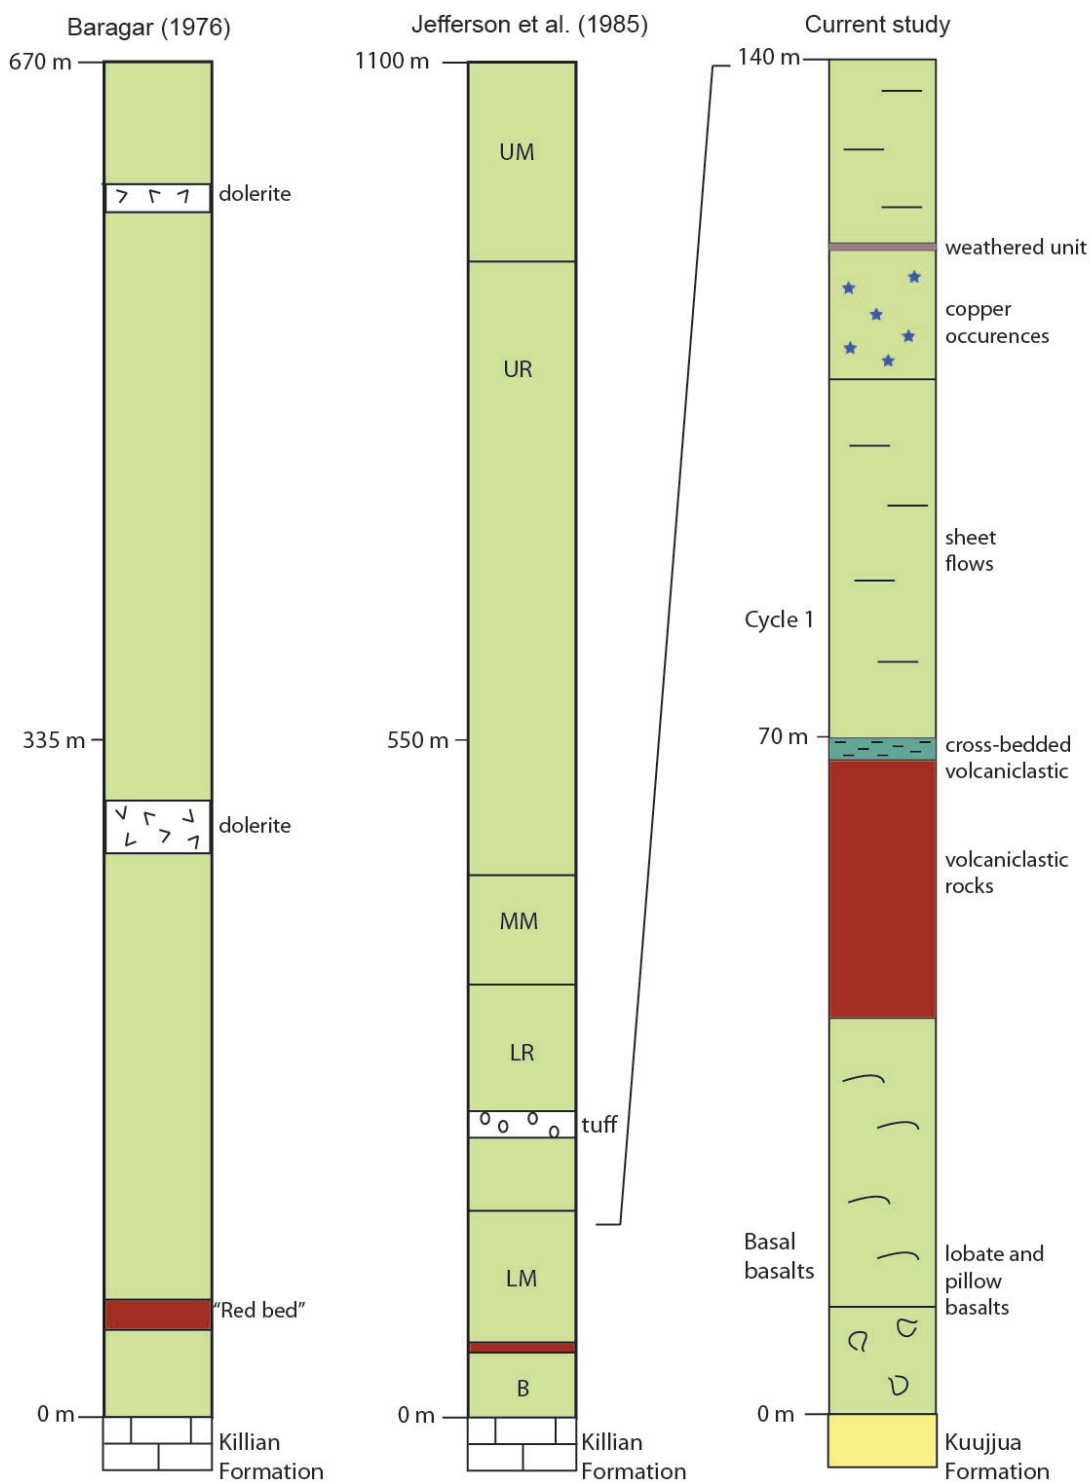 Baragar (1976)
670 m
dolerite
335 m
dolerite
“Red bed”
0 m
Killian
Formation
Jefferson et al. (1985)
1100 m
UM
UR
550 m
MM
LR
tuff
LM
B
0 m
Killian
Formation
Current study
140 m
weathered unit
copper
occurences
sheet
flows
Cycle 1
70 m
cross-bedded
volcaniclastic
volcaniclastic
rocks
Basal
basalts
lobate and
pillow
basalts
0 m
Kuujjua
Formation